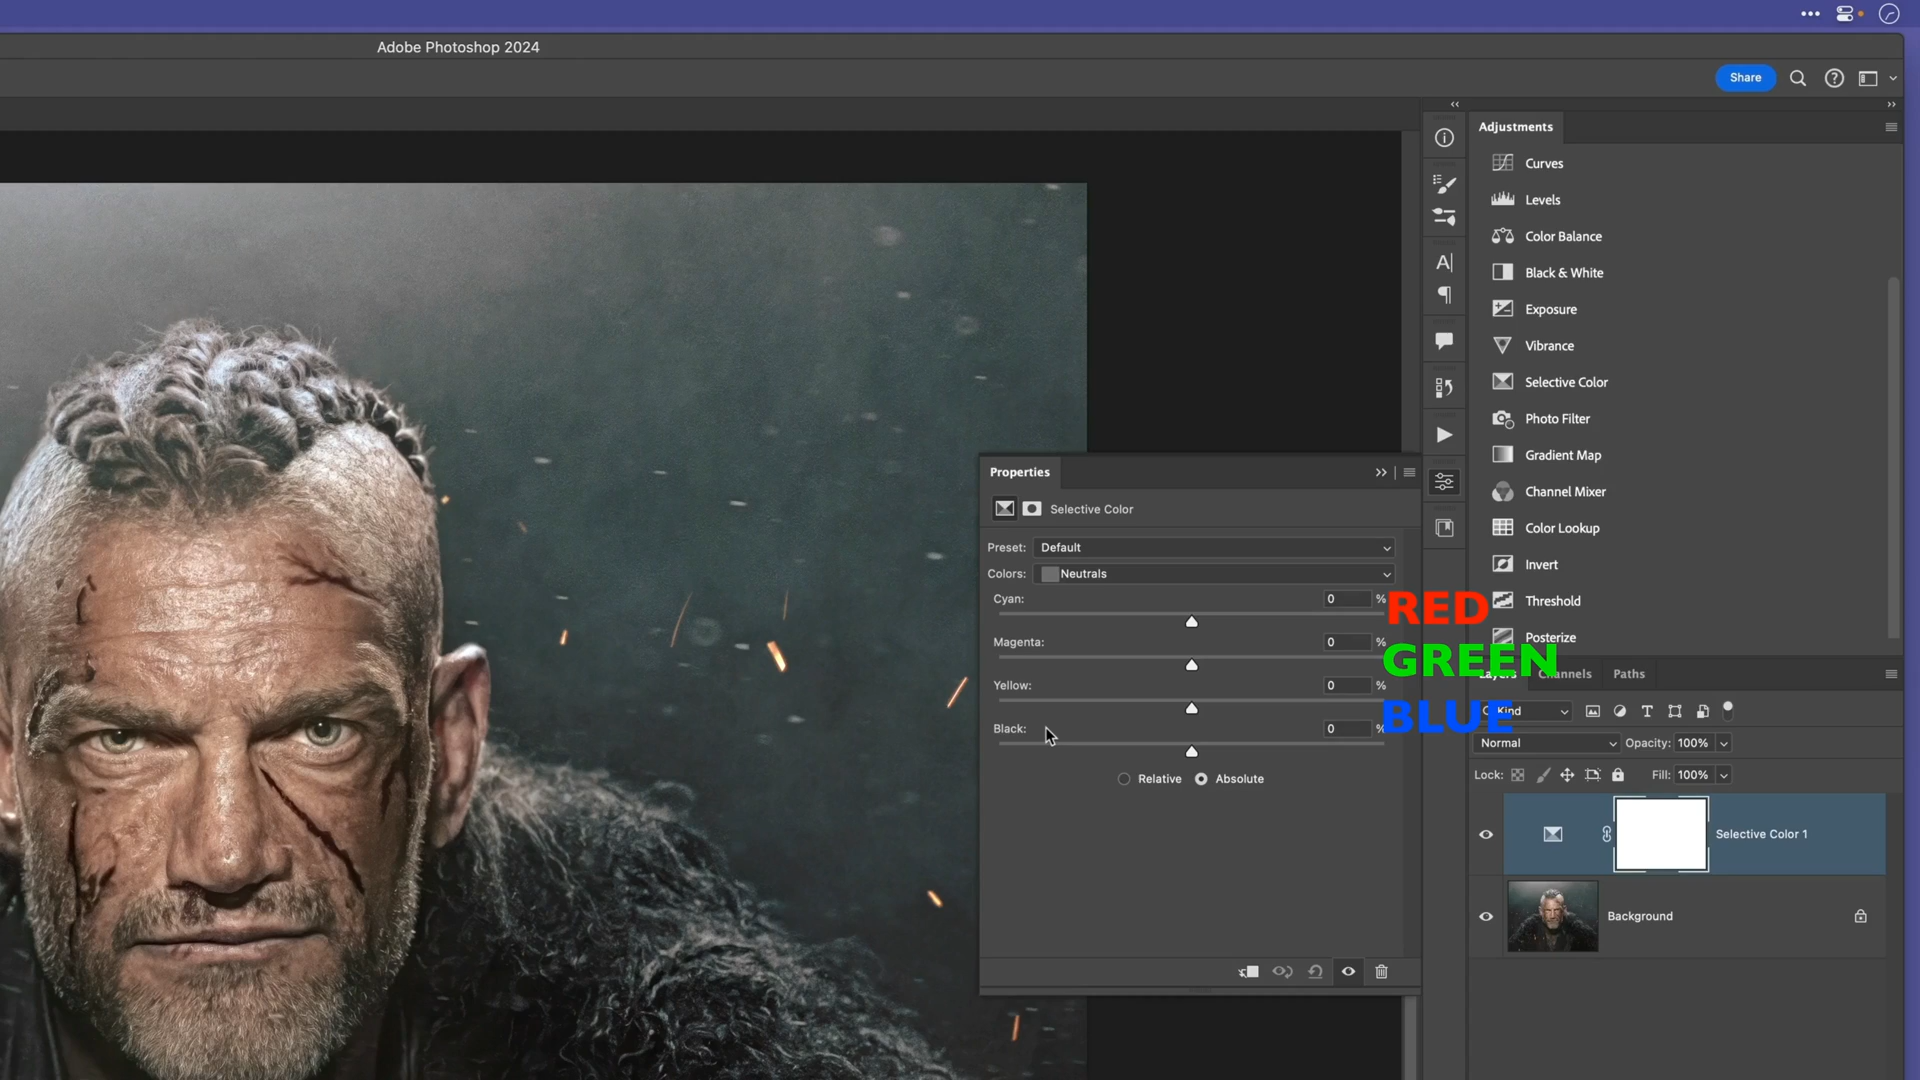 Adobe Photoshop 2024
Share
Adjustments
Curves
Levels
Color Balance
Black & White
Exposure
Vibrance
Selective Color
Photo Filter
Gradient Map
Channel Mixer
Color Lookup
Invert
Threshold
Posterize
Properties
Selective Color
Preset: Default
Colors: Neutrals
Cyan: 0 %
RED
Magenta: 0 %
GREEN
Yellow: 0 %
BLUE
Black: 0 %
Relative Absolute
Layers Channels Paths
Kind
Normal Opacity: 100%
Lock: Fill: 100%
Selective Color 1
Background